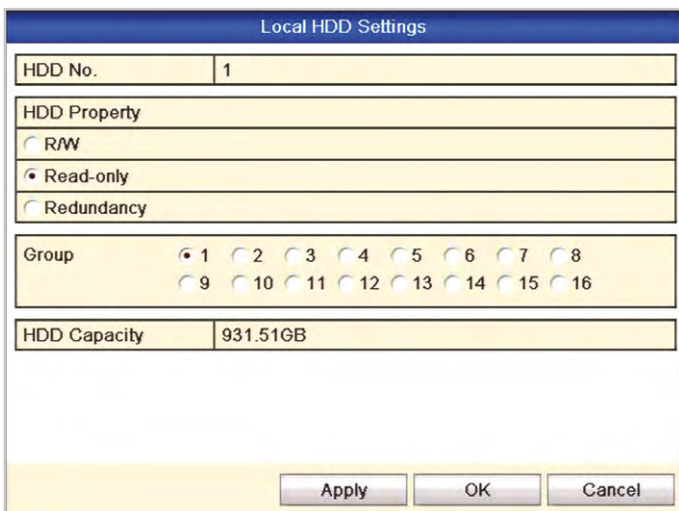 Local HDD Settings
HDD No. 1
HDD Property
R/W
Read-only
Redundancy
Group 1 2 3 4 5 6 7 8
9 10 11 12 13 14 15 16
HDD Capacity 931.51GB
Apply OK Cancel